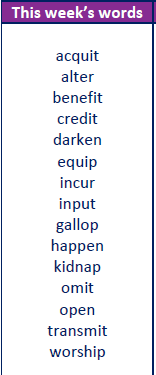 This week's words
acquit
alter
benefit
credit
darken
equip
incur
input
gallop
happen
kidnap
omit
open
transmit
worship